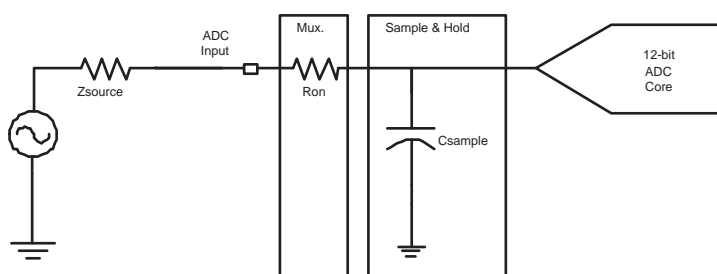 Mux.
Sample & Hold
ADC
Input
12-bit
ADC
Core
Zsource
Ron
Csample